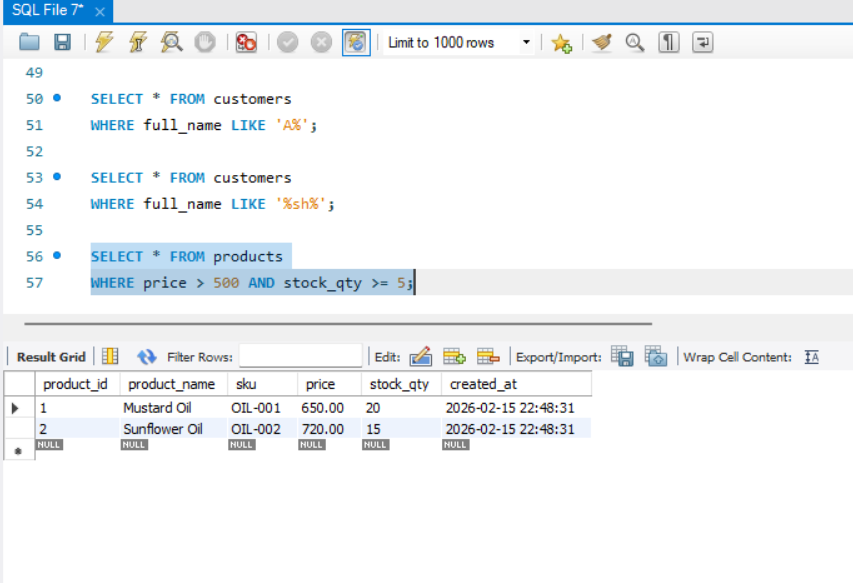 SQL File 7* ×
Limit to 1000 rows
49
50 SELECT * FROM customers
51 WHERE full_name LIKE 'A%';
52
53 SELECT * FROM customers
54 WHERE full_name LIKE '%sh%';
55
56 SELECT * FROM products
57 WHERE price > 500 AND stock_qty >= 5;
Result Grid Filter Rows: Edit: Export/Import: Wrap Cell Content:
product_id product_name sku price stock_qty created_at
1 Mustard Oil OIL-001 650.00 20 2026-02-15 22:48:31
2 Sunflower Oil OIL-002 720.00 15 2026-02-15 22:48:31
NULL NULL NULL NULL NULL NULL